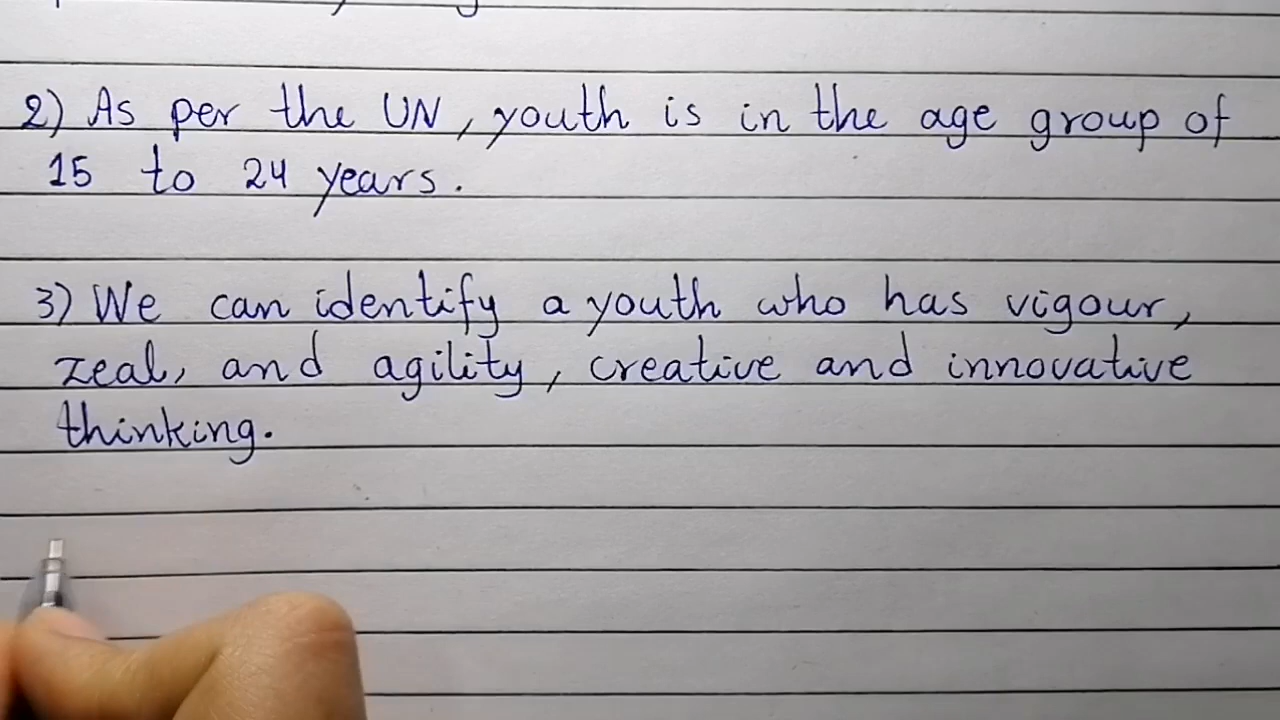 2) As per the UN, youth is in the age group of
15 to 24 years.
3) We can identify a youth who has vigour,
zeal, and agility, creative and innovative
thinking.